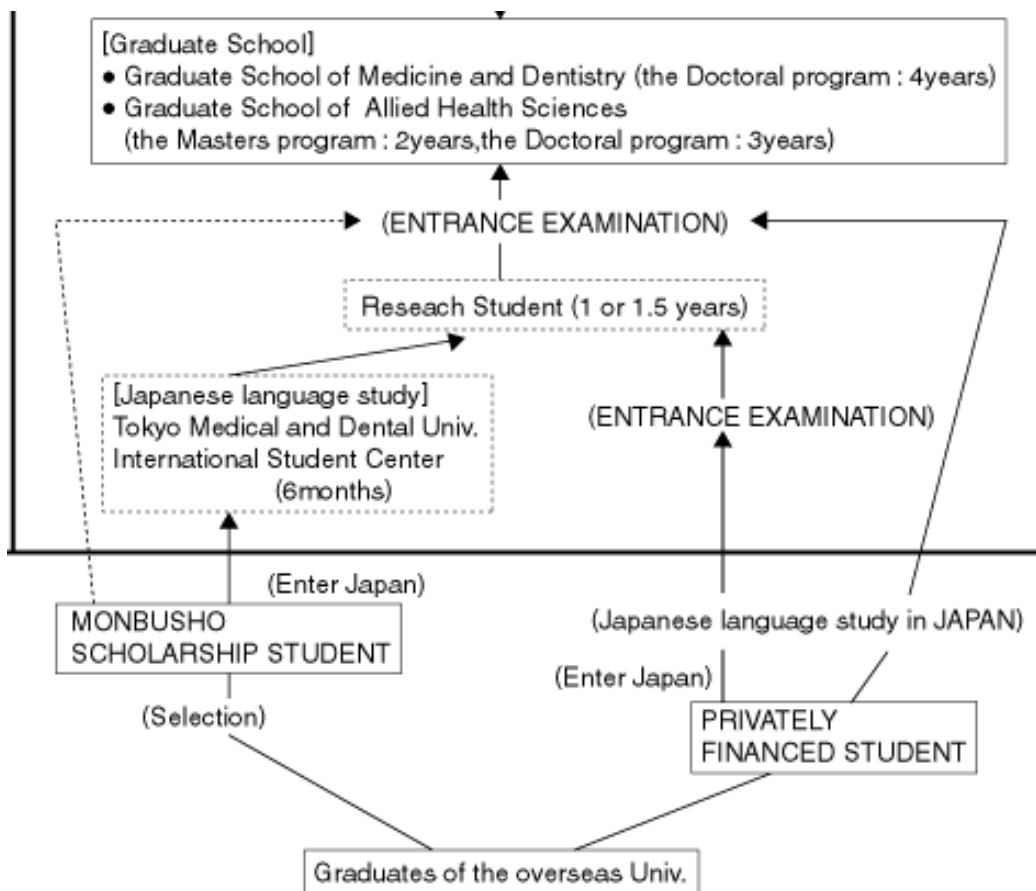 [Graduate School]
● Graduate School of Medicine and Dentistry (the Doctoral program : 4years)
● Graduate School of Allied Health Sciences
(the Masters program : 2years,the Doctoral program : 3years)
(ENTRANCE EXAMINATION)
Reseach Student (1 or 1.5 years)
[Japanese language study]
Tokyo Medical and Dental Univ.
International Student Center
(6months)
(ENTRANCE EXAMINATION)
(Enter Japan)
MONBUSHO
SCHOLARSHIP STUDENT
(Japanese language study in JAPAN)
(Enter Japan)
(Selection)
PRIVATELY
FINANCED STUDENT
Graduates of the overseas Univ.